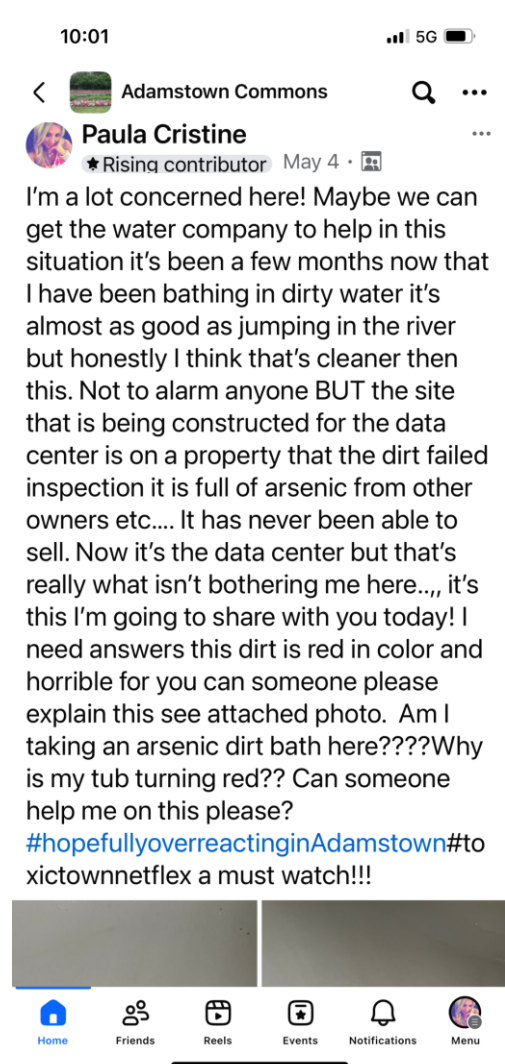 10:01
5G
Adamstown Commons
Paula Cristine
Rising contributor May 4 ·
I'm a lot concerned here! Maybe we can
get the water company to help in this
situation it's been a few months now that
I have been bathing in dirty water it's
almost as good as jumping in the river
but honestly I think that's cleaner then
this. Not to alarm anyone BUT the site
that is being constructed for the data
center is on a property that the dirt failed
inspection it is full of arsenic from other
owners etc.... It has never been able to
sell. Now it's the data center but that's
really what isn't bothering me here..,, it's
this I'm going to share with you today! I
need answers this dirt is red in color and
horrible for you can someone please
explain this see attached photo.  Am I
taking an arsenic dirt bath here????Why
is my tub turning red?? Can someone
help me on this please?
#hopefullyoverreactinginAdamstown#to
xictownnetflex a must watch!!!
Home
Friends
Reels
Events
Notifications
Menu